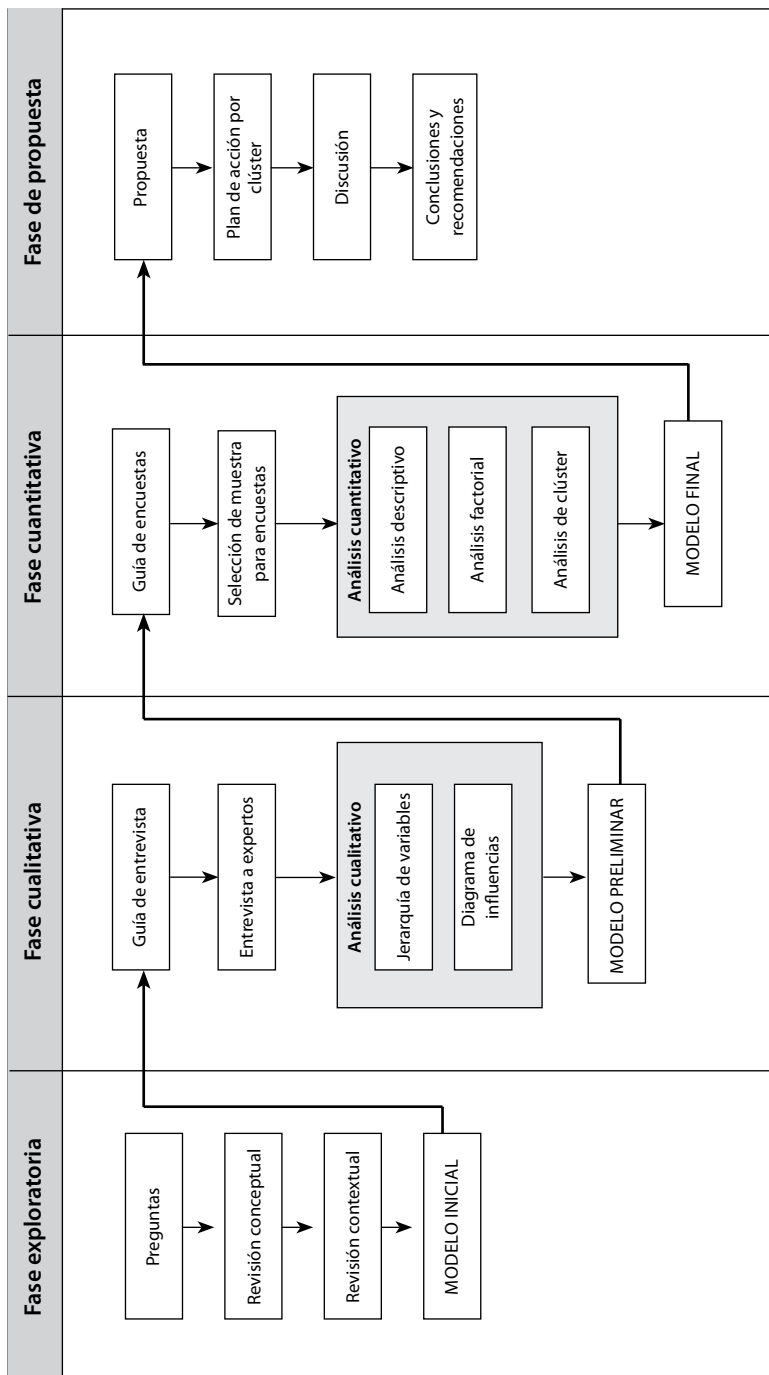 Fase exploratoria
Preguntas
Revisión conceptual
Revisión contextual
MODELO INICIAL
Fase cualitativa
Guía de entrevista
Entrevista a expertos
Análisis cualitativo
Jerarquía de variables
Diagrama de
influencias
MODELO PRELIMINAR
Fase cuantitativa
Guía de encuestas
Selección de muestra
para encuestas
Análisis cuantitativo
Análisis descriptivo
Análisis factorial
Análisis de clúster
MODELO FINAL
Fase de propuesta
Propuesta
Plan de acción por
clúster
Discusión
Conclusiones y
recomendaciones